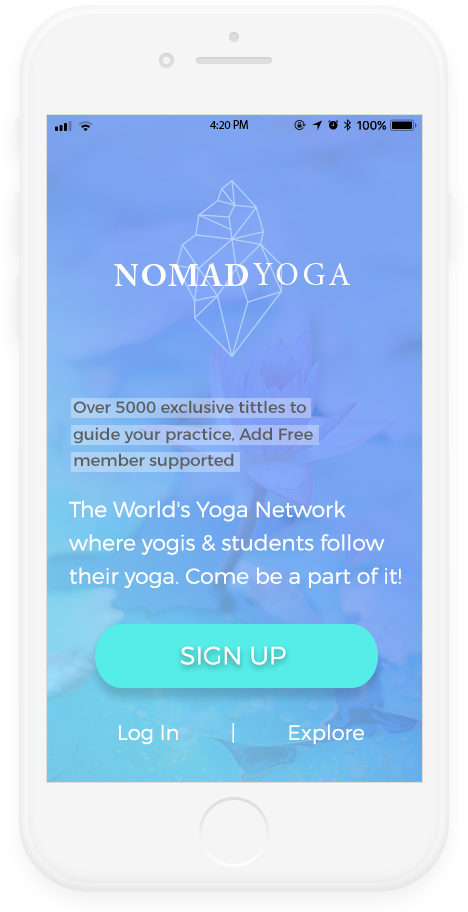 4:20 PM 100%
NOMADYOGA
Over 5000 exclusive tittles to
guide your practice, Add Free
member supported
The World's Yoga Network
where yogis & students follow
their yoga. Come be a part of it!
SIGN UP
Log In | Explore